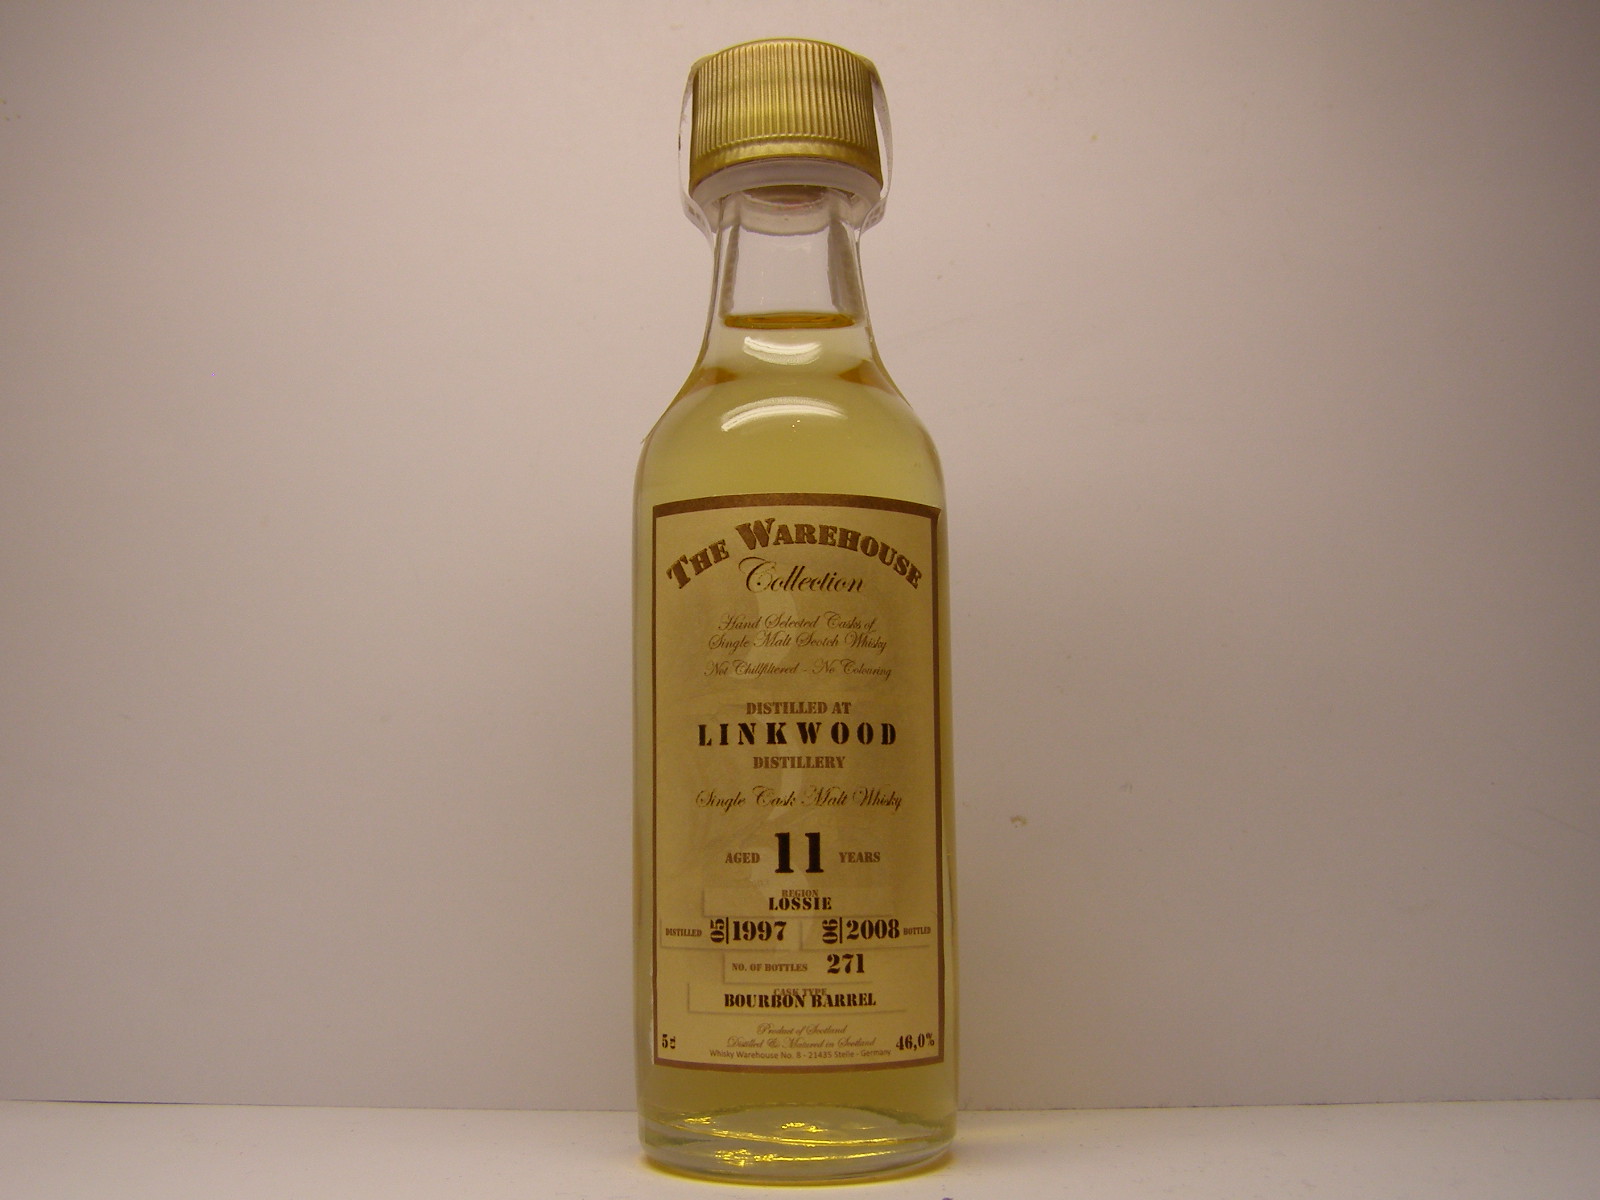 THE WAREHOUSE
Collection
Hand Selected Casks of
Single Malt Scotch Whisky
Not Chillfiltered - No Colouring
DISTILLED AT
LINKWOOD
DISTILLERY
Single Cask Malt Whisky
AGED 11 YEARS
REGION
LOSSIE
DISTILLED 05|1997 06|2008 BOTTLED
NO. OF BOTTLES 271
CASK TYPE
BOURBON BARREL
Product of Scotland
Distilled & Matured in Scotland
5cl 46,0%
Whisky Warehouse No. 8 - 21435 Stelle - Germany